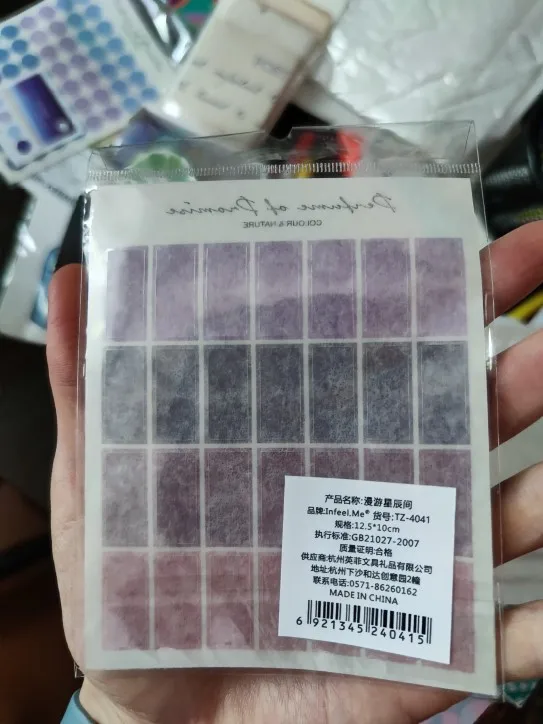 Perfume of Promise
COLOUR & NATURE
产品名称:漫游星辰间
品牌:Infeel.Me® 货号:TZ-4041
规格:12.5*10cm
执行标准:GB21027-2007
质量证明:合格
供应商:杭州英菲文具礼品有限公司
地址:杭州下沙和达创意园2幢
联系电话:0571-86260162
MADE IN CHINA
6 921345 240415